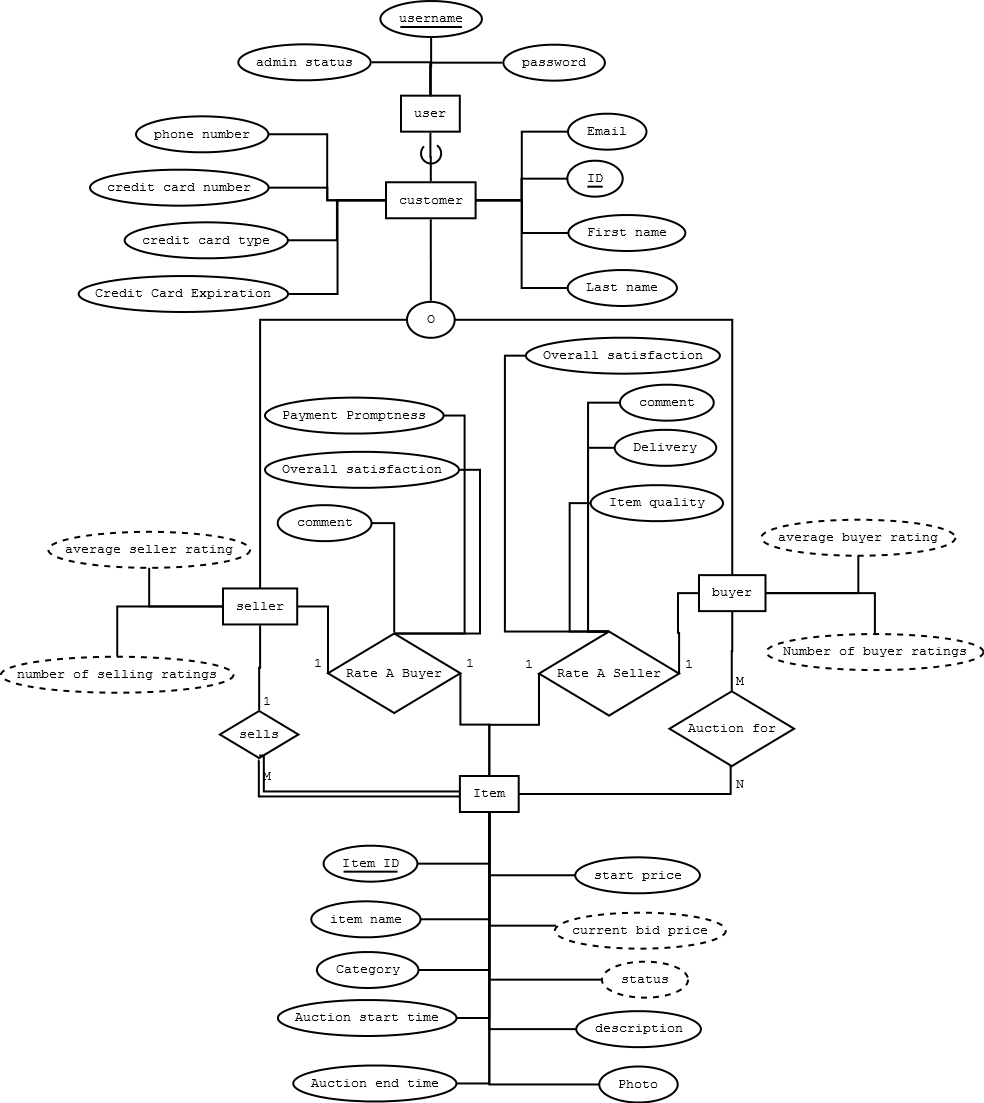 username
admin status
password
user
phone number
Email
credit card number
ID
customer
credit card type
First name
Credit Card Expiration
Last name
O
Overall satisfaction
Payment Promptness
comment
Overall satisfaction
Delivery
comment
Item quality
average seller rating
average buyer rating
seller
buyer
number of selling ratings
1
Rate A Buyer
1
1
Rate A Seller
1
Number of buyer ratings
1
M
sells
Auction for
M
Item
N
Item ID
start price
item name
current bid price
Category
status
Auction start time
description
Auction end time
Photo